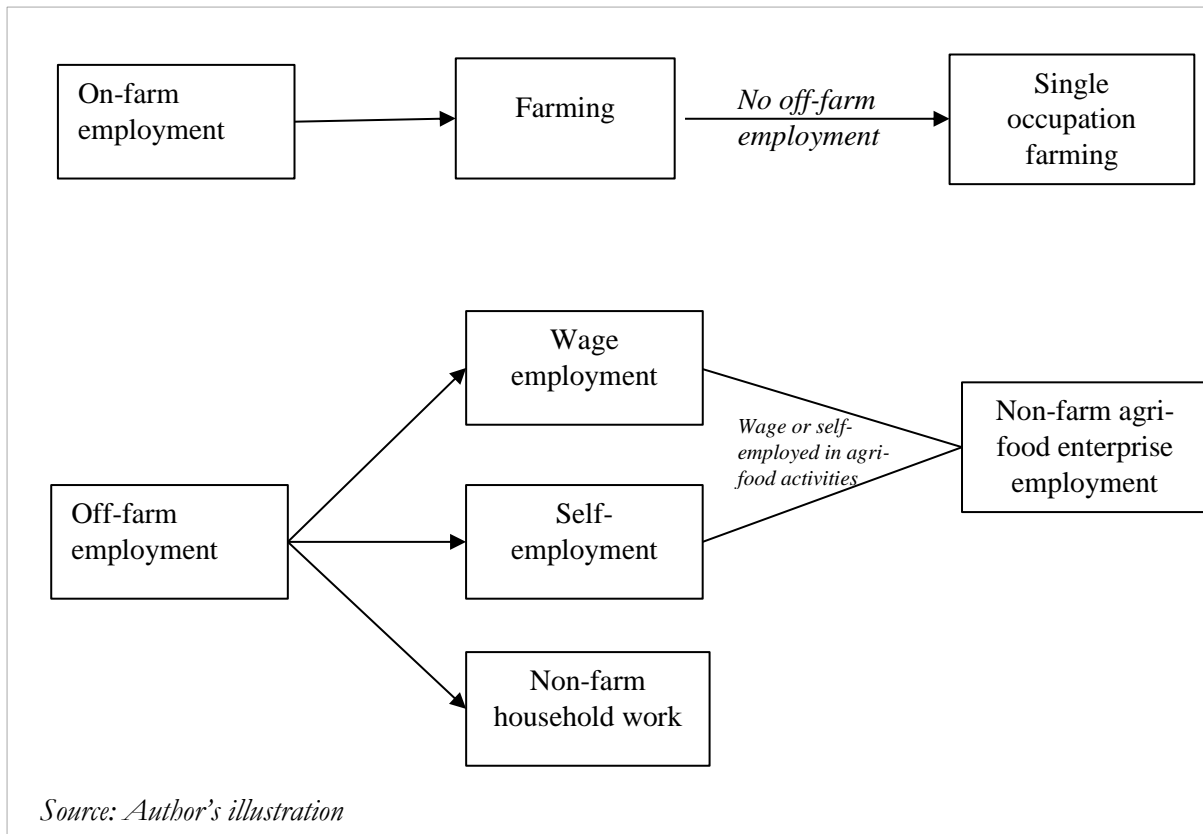 On-farm
employment
Farming
No off-farm
employment
Single
occupation
farming
Wage
employment
Wage or self-
employed in agri-
food activities
Non-farm agri-
food enterprise
employment
Off-farm
employment
Self-
employment
Non-farm
household work
Source: Author's illustration